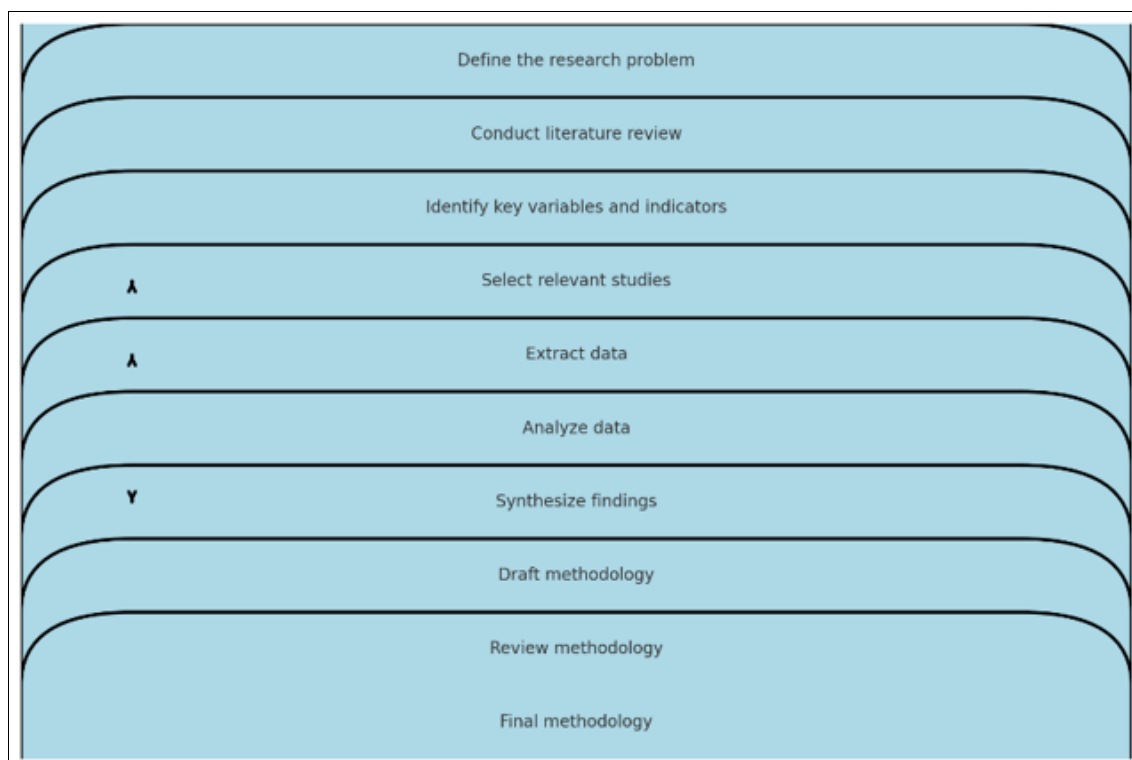 Define the research problem
Conduct literature review
Identify key variables and indicators
Select relevant studies
Extract data
Analyze data
Synthesize findings
Draft methodology
Review methodology
Final methodology